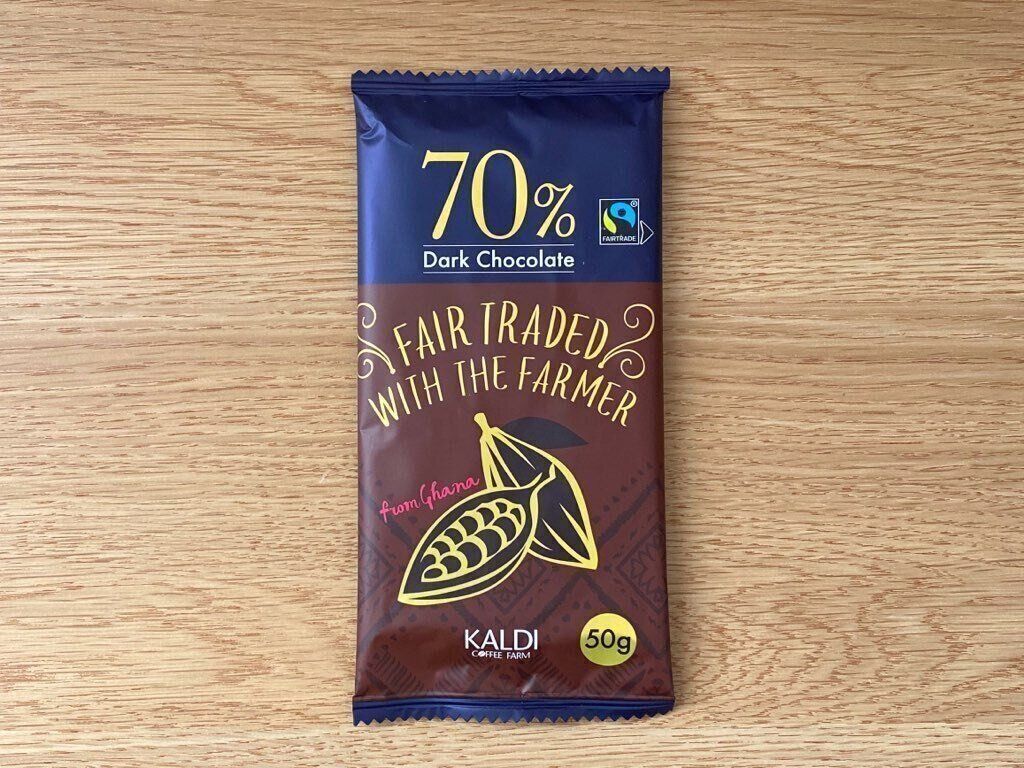 70%
Dark Chocolate
FAIRTRADE
FAIR TRADED
WITH THE FARMER
from Ghana
KALDI
COFFEE FARM
50g